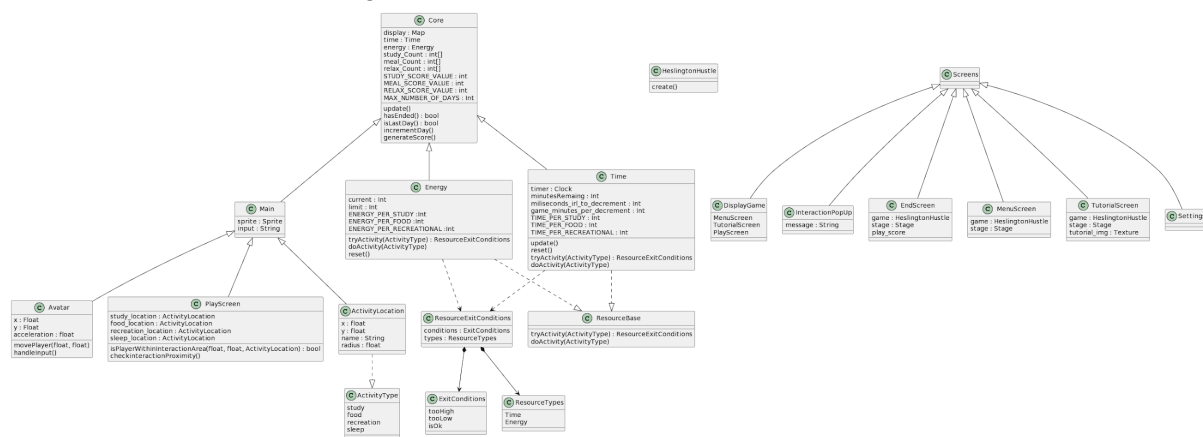 Core
display : Map
time : Time
energy : Energy
study_Count : int[]
meal_Count : int[]
relax_Count : int[]
STUDY_SCORE_VALUE : int
MEAL_SCORE_VALUE : int
RELAX_SCORE_VALUE : int
MAX_NUMBER_OF_DAYS : Int
update()
hasEnded() : bool
isLastDay() : bool
incrementDay()
generateScore()
HeslingtonHustle
create()
Screens
Main
sprite : Sprite
input : String
Energy
current : Int
limit : Int
ENERGY_PER_STUDY :Int
ENERGY_PER_FOOD :Int
ENERGY_PER_RECREATIONAL :Int
tryActivity(ActivityType) : ResourceExitConditions
doActivity(ActivityType)
reset()
Time
timer : Clock
minutesRemaing : Int
miliseconds_irl_to_decrement : Int
game_minutes_per_decrement : Int
TIME_PER_STUDY : Int
TIME_PER_FOOD : Int
TIME_PER_RECREATIONAL : Int
update()
reset()
tryActivity(ActivityType) : ResourceExitConditions
doActivity(ActivityType)
DisplayGame
MenuScreen
TutorialScreen
PlayScreen
InteractionPopUp
message : String
EndScreen
game : HeslingtonHustle
stage : Stage
play_score
MenuScreen
game : HeslingtonHustle
stage : Stage
TutorialScreen
game : HeslingtonHustle
stage : Stage
tutorial_img : Texture
Setting
Avatar
x : Float
y : Float
acceleration : float
movePlayer(float, float)
handleInput()
PlayScreen
study_location : ActivityLocation
food_location : ActivityLocation
recreation_location : ActivityLocation
sleep_location : ActivityLocation
isPlayerWithinInteractionArea(float, float, ActivityLocation) : bool
checkinteractionProximity()
ActivityLocation
x : float
y : float
name : String
radius : float
ResourceExitConditions
conditions : ExitConditions
types : ResourceTypes
ResourceBase
tryActivity(ActivityType) : ResourceExitConditions
doActivity(ActivityType)
ActivityType
study
food
recreation
sleep
ExitConditions
tooHigh
tooLow
isOk
ResourceTypes
Time
Energy